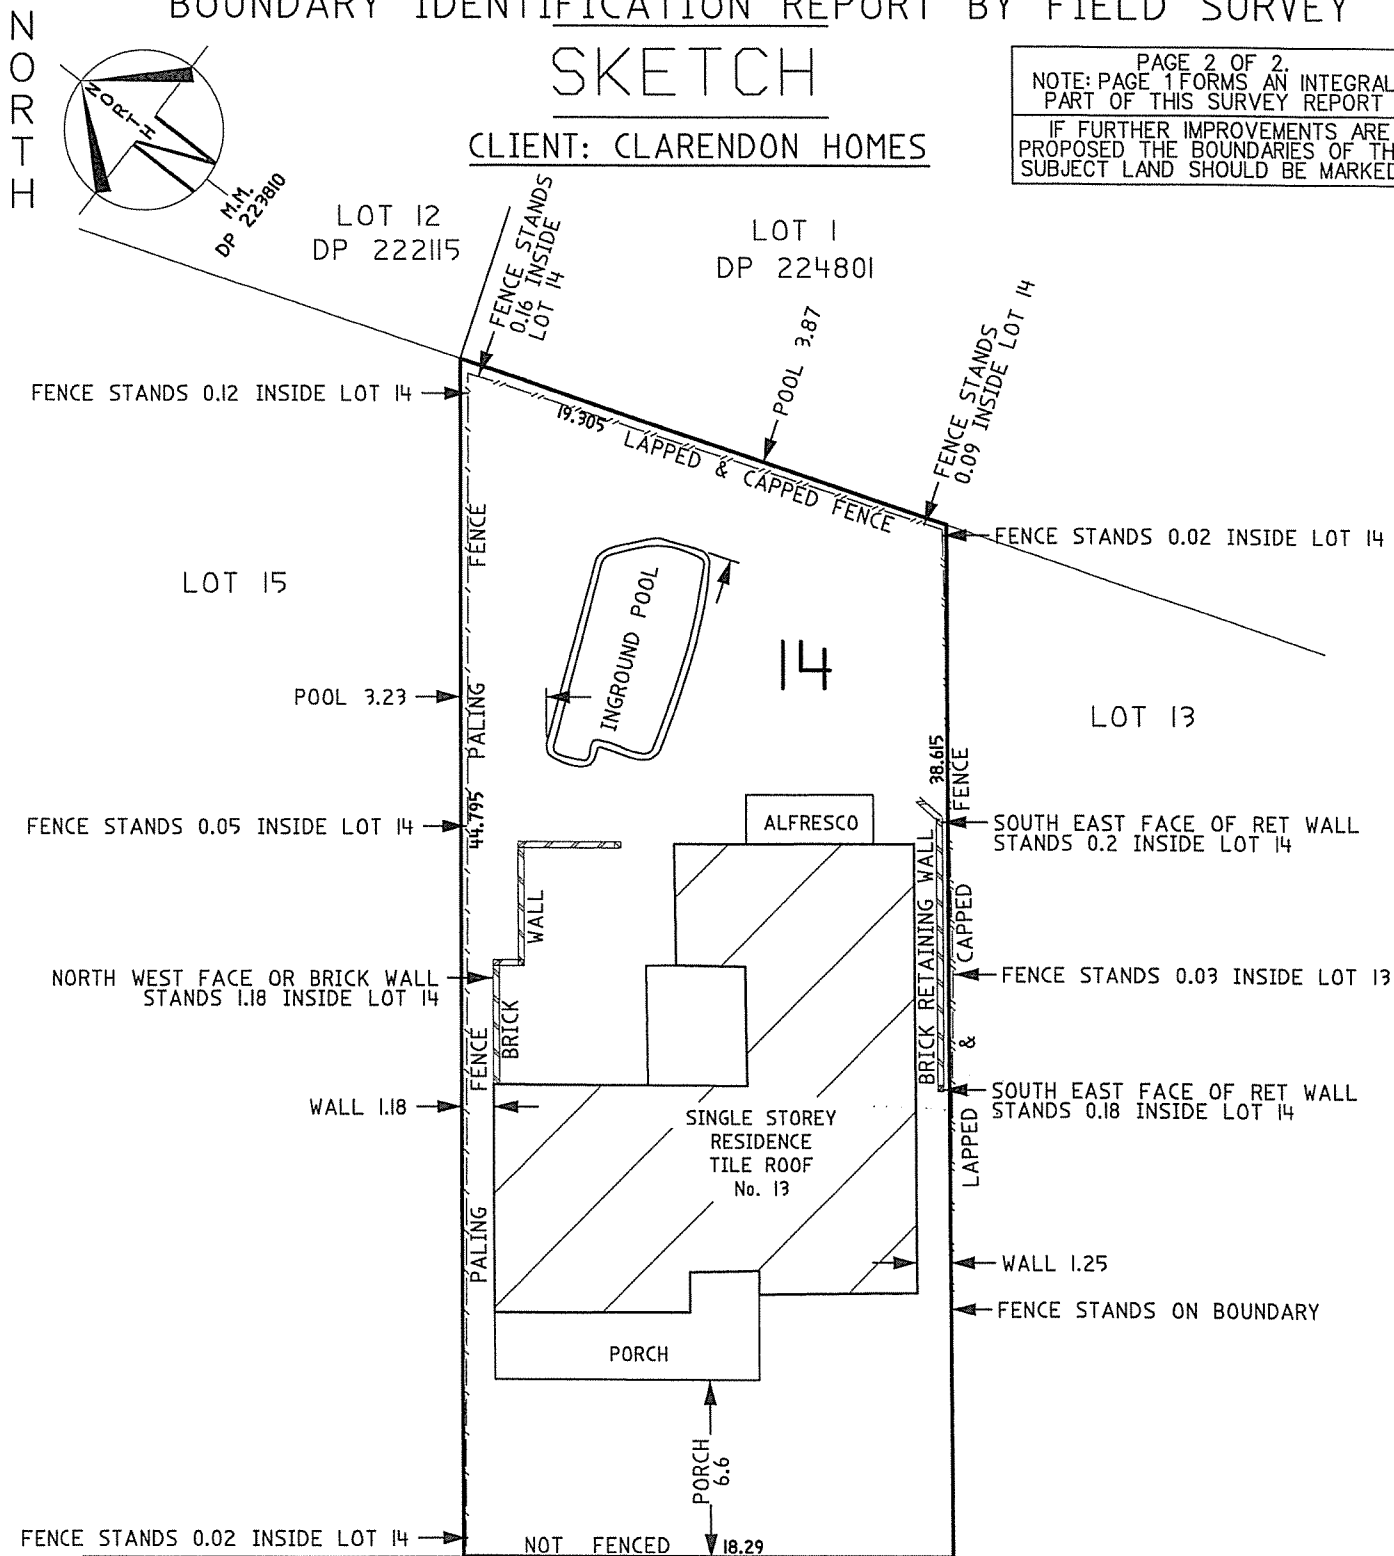 BOUNDARY IDENTIFICATION REPORT BY FIELD SURVEY
SKETCH
CLIENT: CLARENDON HOMES
NORTH
NORTH
M.M.
DP 223810
PAGE 2 OF 2.
NOTE: PAGE 1 FORMS AN INTEGRAL
PART OF THIS SURVEY REPORT
IF FURTHER IMPROVEMENTS ARE
PROPOSED THE BOUNDARIES OF TH
SUBJECT LAND SHOULD BE MARKED
LOT 12
DP 222115
LOT 1
DP 224801
FENCE STANDS
0.16 INSIDE
LOT 14
POOL 3.87
FENCE STANDS
0.09 INSIDE LOT 14
FENCE STANDS 0.12 INSIDE LOT 14
19.305
LAPPED & CAPPED FENCE
FENCE STANDS 0.02 INSIDE LOT 14
LOT 15
PALING FENCE
INGROUND POOL
14
POOL 3.23
LOT 13
38.615
44.795
FENCE STANDS 0.05 INSIDE LOT 14
ALFRESCO
SOUTH EAST FACE OF RET WALL
STANDS 0.2 INSIDE LOT 14
BRICK WALL
BRICK RETAINING WALL
LAPPED & CAPPED FENCE
NORTH WEST FACE OR BRICK WALL
STANDS 1.18 INSIDE LOT 14
FENCE STANDS 0.03 INSIDE LOT 13
WALL 1.18
SOUTH EAST FACE OF RET WALL
STANDS 0.18 INSIDE LOT 14
SINGLE STOREY
RESIDENCE
TILE ROOF
No. 13
PALING FENCE
WALL 1.25
FENCE STANDS ON BOUNDARY
PORCH
PORCH
6.6
FENCE STANDS 0.02 INSIDE LOT 14
NOT FENCED
18.29